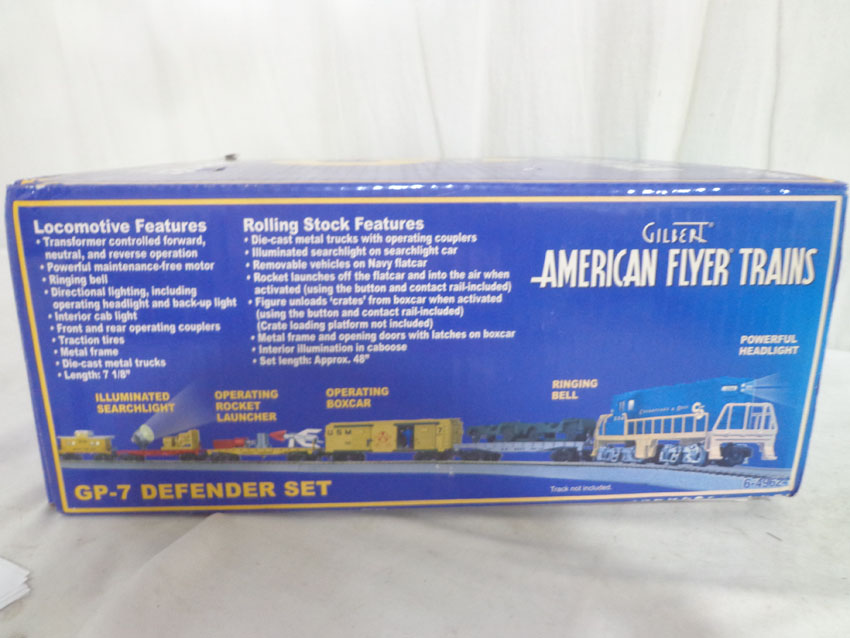 Locomotive Features
• Transformer controlled forward,
neutral, and reverse operation
• Powerful maintenance-free motor
• Ringing bell
• Directional lighting, including
operating headlight and back-up light
• Interior cab light
• Front and rear operating couplers
• Traction tires
• Metal frame
• Die-cast metal trucks
• Length: 7 1/8"
Rolling Stock Features
• Die-cast metal trucks with operating couplers
• Illuminated searchlight on searchlight car
• Removable vehicles on Navy flatcar
• Rocket launches off the flatcar and into the air when
activated (using the button and contact rail-included)
• Figure unloads 'crates' from boxcar when activated
(using the button and contact rail-included)
(Crate loading platform not included)
• Metal frame and opening doors with latches on boxcar
• Interior illumination in caboose
• Set length: Approx. 48"
GILBERT®
AMERICAN FLYER® TRAINS
POWERFUL
HEADLIGHT
ILLUMINATED
SEARCHLIGHT
OPERATING
ROCKET
LAUNCHER
OPERATING
BOXCAR
RINGING
BELL
USM
CHESAPEAKE & OHIO
GP-7 DEFENDER SET
Track not included.